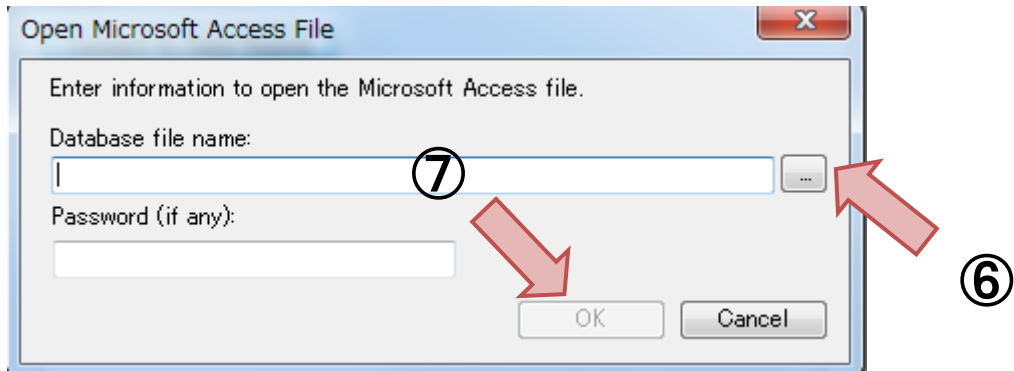 Open Microsoft Access File
Enter information to open the Microsoft Access file.
Database file name:
⑦
...
Password (if any):
⑥
OK
Cancel